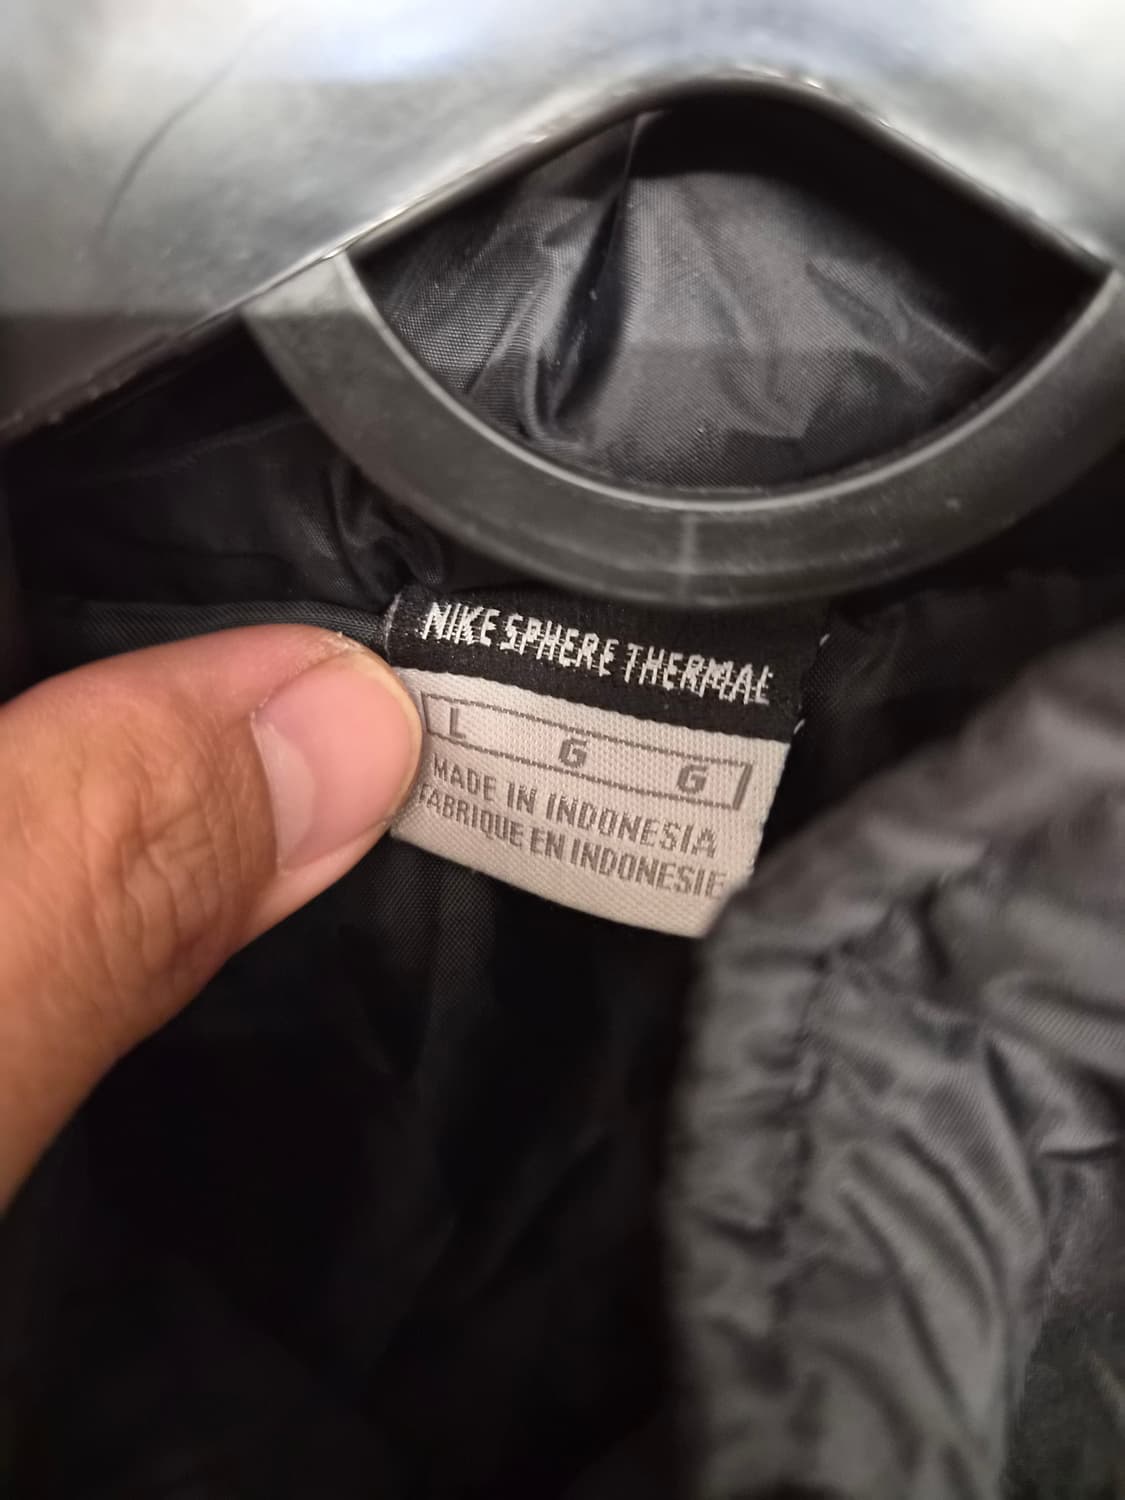 NIKE SPHERE THERMAL
L G G
MADE IN INDONESIA
FABRIQUE EN INDONESIE